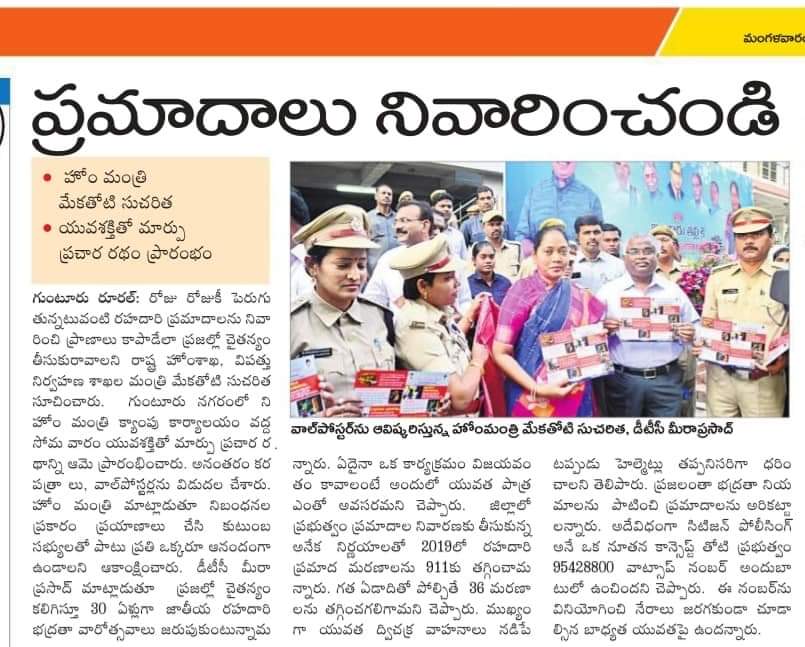 మంగళవారం
ప్రమాదాలు నివారించండి
హోం మంత్రి
మేకతోటి సుచరిత
యువశక్తితో మార్పు
ప్రచార రథం ప్రారంభం
గుంటూరు రూరల్: రోజు రోజుకీ పెరుగు
తున్నటువంటి రహదారి ప్రమాదాలను నివా
రించి ప్రాణాలు కాపాడేలా ప్రజల్లో చైతన్యం
తీసుకురావాలని రాష్ట్ర హోంశాఖ, విపత్తు
నిర్వహణ శాఖల మంత్రి మేకతోటి సుచరిత
సూచించారు. గుంటూరు నగరంలో ని
హోం మంత్రి క్యాంపు కార్యాలయం వద్ద
సోమ వారం యువశక్తితో మార్పు ప్రచార ర
థాన్ని ఆమె ప్రారంభించారు. అనంతరం కర
పత్రా లు, వాల్‌పోస్టర్లను విడుదల చేశారు.
హోం మంత్రి మాట్లాడుతూ నిబంధనల
ప్రకారం ప్రయాణాలు చేసి కుటుంబ
సభ్యులతో పాటు ప్రతి ఒక్కరూ ఆనందంగా
ఉండాలని ఆకాంక్షించారు. డీటీసీ మీరా
ప్రసాద్ మాట్లాడుతూ ప్రజల్లో చైతన్యం
కలిగిస్తూ 30 ఏళ్లుగా జాతీయ రహదారి
భద్రతా వారోత్సవాలు జరుపుకుంటున్నామ
వాల్‌పోస్టర్‌ను ఆవిష్కరిస్తున్న హోంమంత్రి మేకతోటి సుచరిత, డీటీసీ మీరాప్రసాద్
న్నారు. ఏదైనా ఒక కార్యక్రమం విజయవం
తం కావాలంటే అందులో యువత పాత్ర
ఎంతో అవసరమని చెప్పారు. జిల్లాలో
ప్రభుత్వం ప్రమాదాల నివారణకు తీసుకున్న
అనేక నిర్ణయాలతో 2019లో రహదారి
ప్రమాద మరణాలను 911కు తగ్గించామ
న్నారు. గత ఏడాదితో పోల్చితే 36 మరణా
లను తగ్గించగలిగామని చెప్పారు. ముఖ్యం
గా యువత ద్విచక్ర వాహనాలు నడిపే
టప్పుడు హెల్మెట్లు తప్పనిసరిగా ధరిం
చాలని తెలిపారు. ప్రజలంతా భద్రతా నియ
మాలను పాటించి ప్రమాదాలను అరికట్టా
లన్నారు. అదేవిధంగా సిటిజన్ పోలీసింగ్
అనే ఒక నూతన కాన్సెప్ట్ తోటి ప్రభుత్వం
95428800 వాట్సాప్ నంబర్ అందుబా
టులో ఉంచిందని చెప్పారు. ఈ నంబర్‌ను
వినియోగించి నేరాలు జరగకుండా చూడా
ల్సిన బాధ్యత యువతపై ఉందన్నారు.